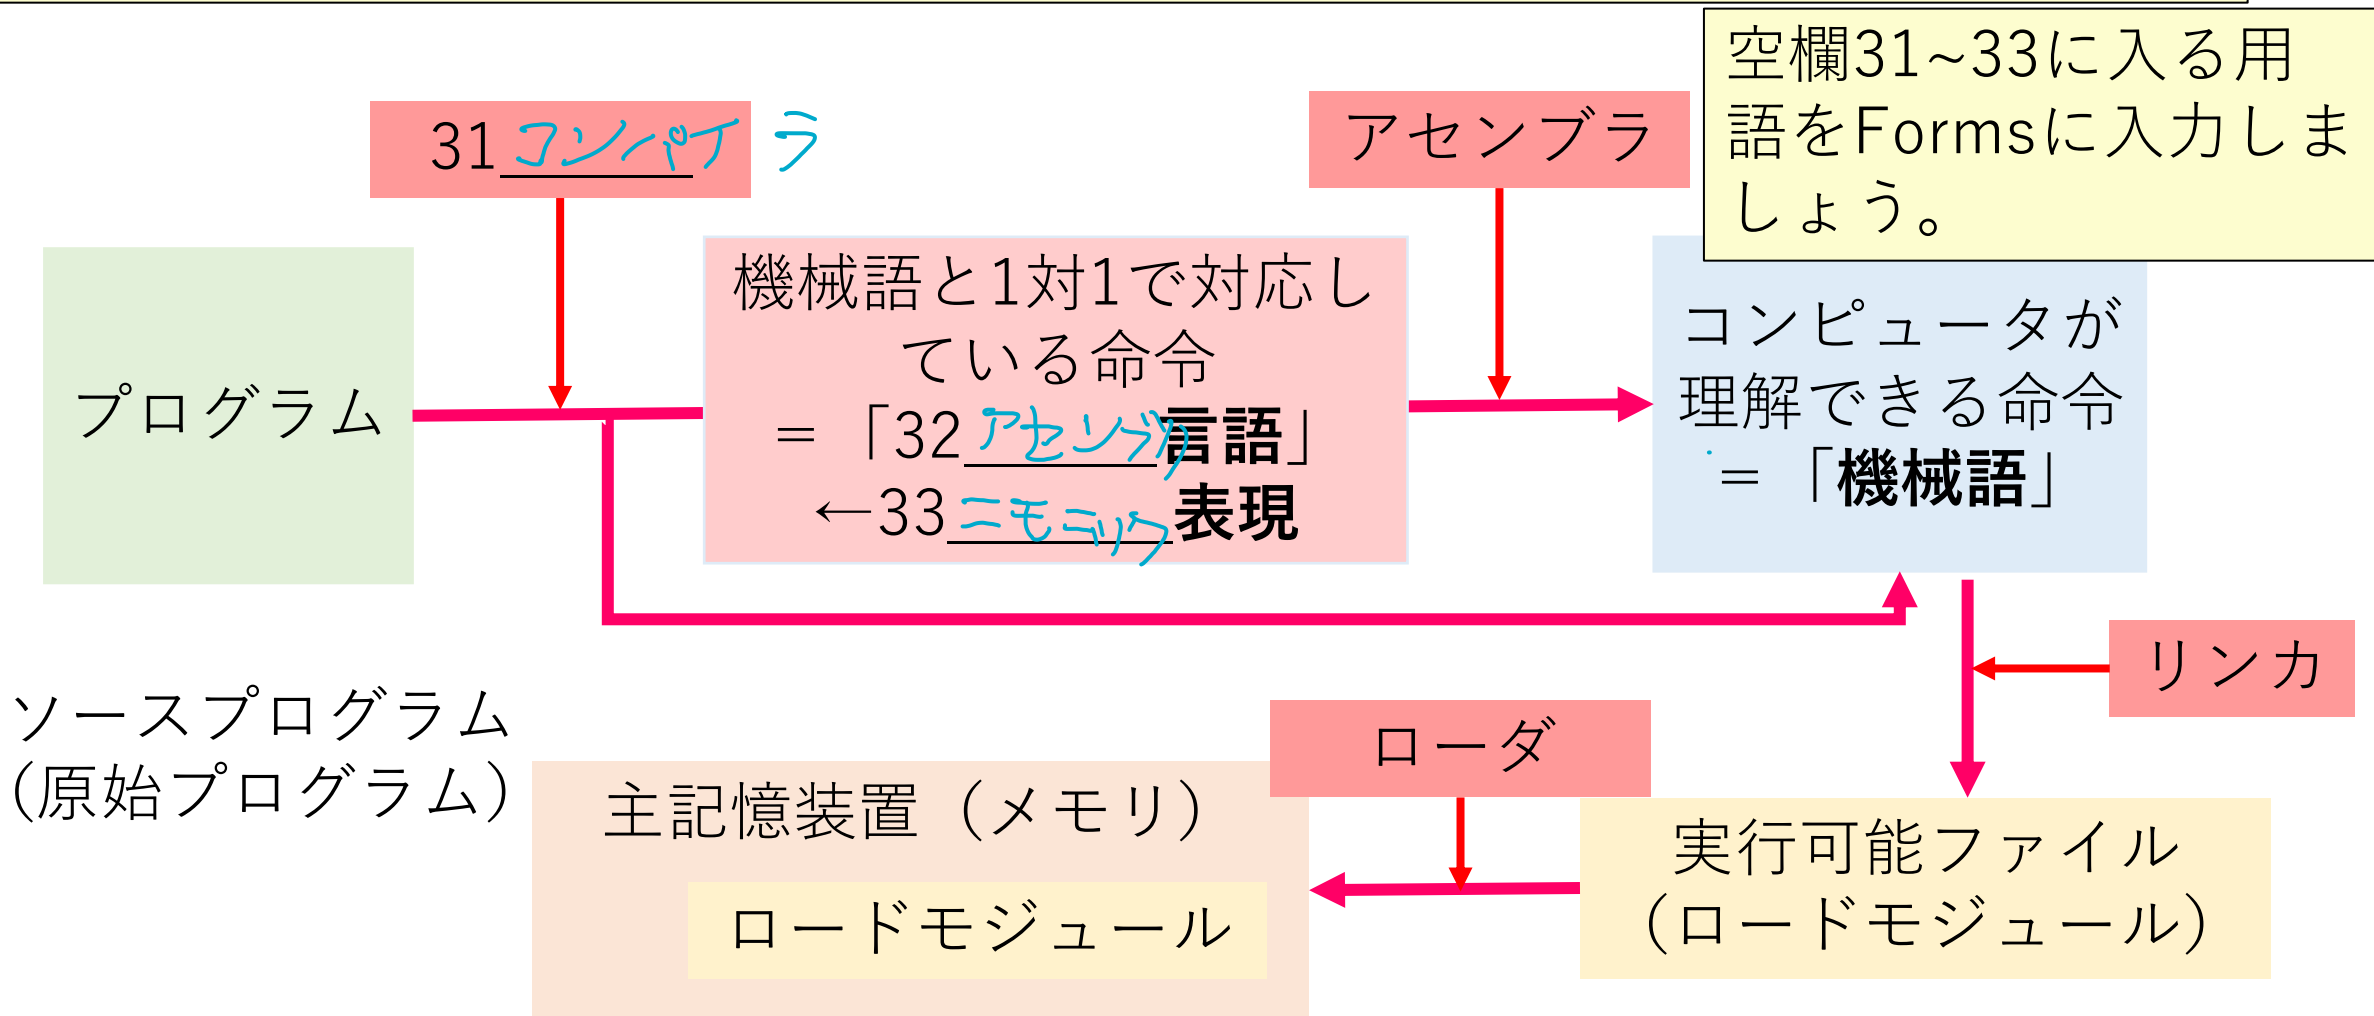 空欄31~33に入る用
語をFormsに入力しま
しょう。
31 コンパイラ
アセンブラ
プログラム
機械語と1対1で対応し
ている命令
＝「32 アセンブリ言語」
←33 ニモニック表現
コンピュータが
理解できる命令
＝「機械語」
リンカ
ソースプログラム
(原始プログラム)
ローダ
主記憶装置（メモリ）
ロードモジュール
実行可能ファイル
（ロードモジュール）